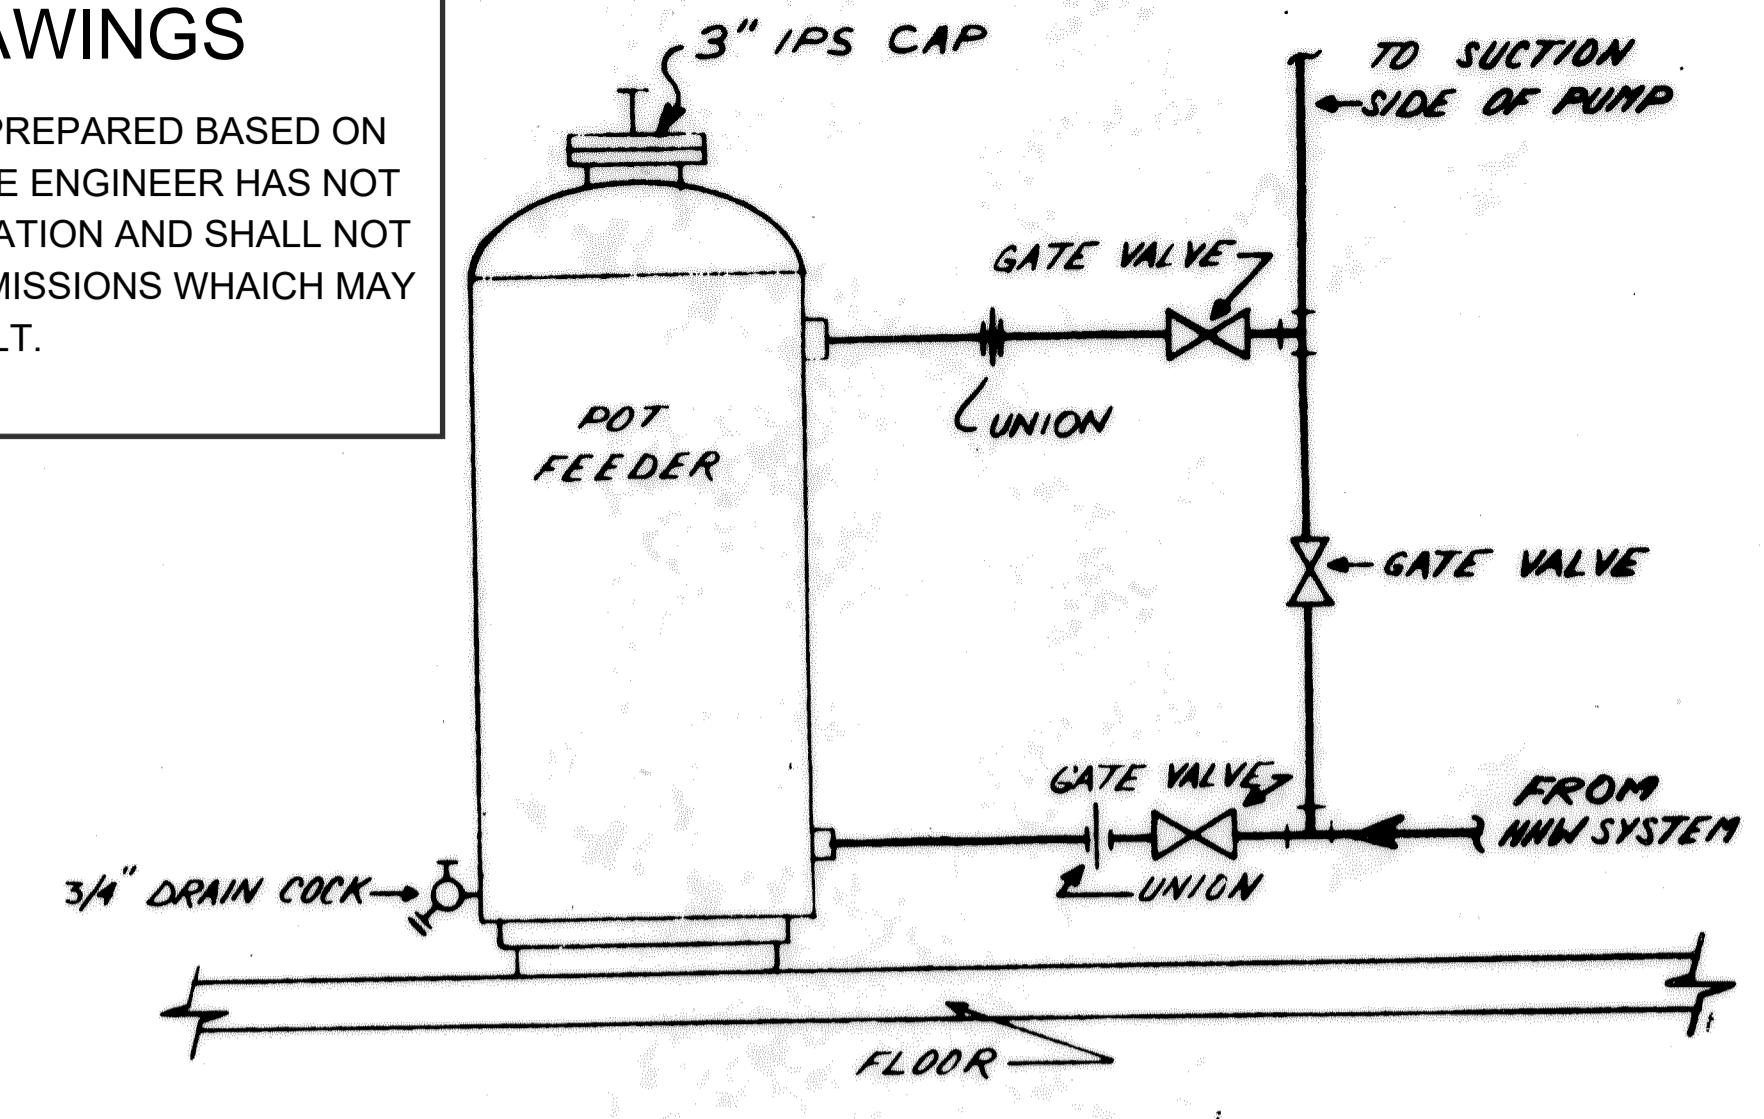 AWINGS
PREPARED BASED ON
E ENGINEER HAS NOT
ATION AND SHALL NOT
MISSIONS WHAICH MAY
LT.
3" IPS CAP
TO SUCTION
SIDE OF PUMP
GATE VALVE
UNION
POT
FEEDER
GATE VALVE
GATE VALVE
FROM
HHW SYSTEM
UNION
3/4" DRAIN COCK
FLOOR